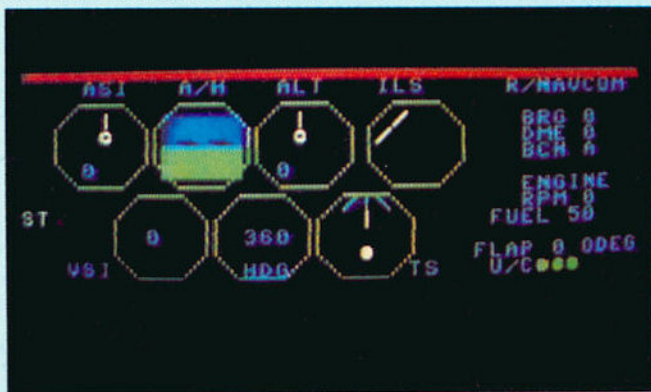 ASI A/H ALT ILS R/NAVCOM
BRG 0
DME 0
BCN A
0 0
ENGINE
RPM 0
ST FUEL 50
0 360
FLAP 0 0DEG
VSI HDG TS U/C